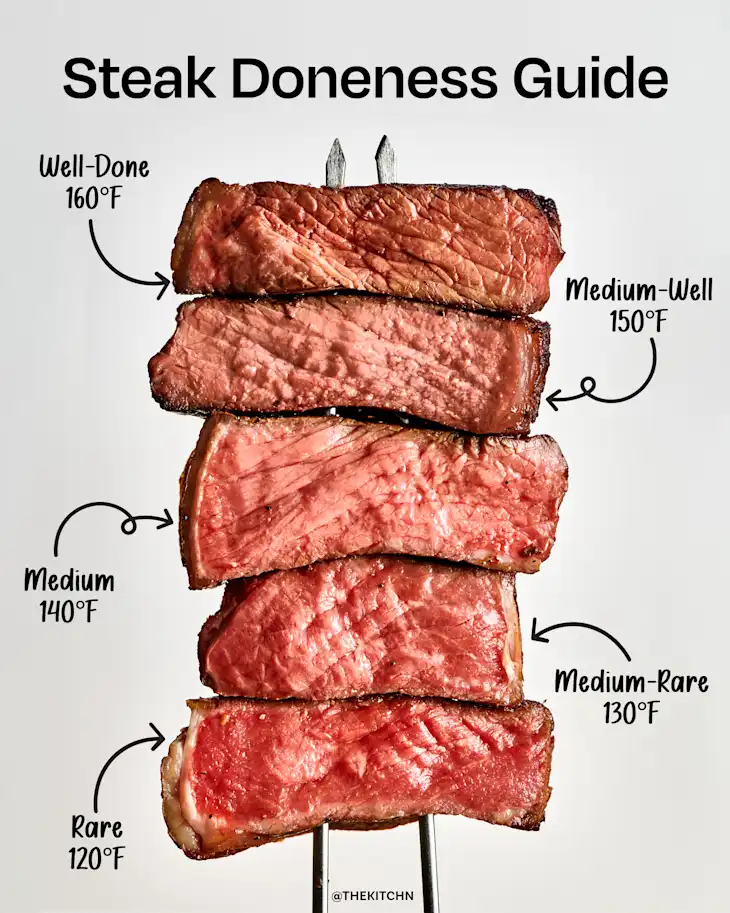 Steak Doneness Guide
Well-Done
160°F
Medium-Well
150°F
Medium
140°F
Medium-Rare
130°F
Rare
120°F
@THEKITCHN